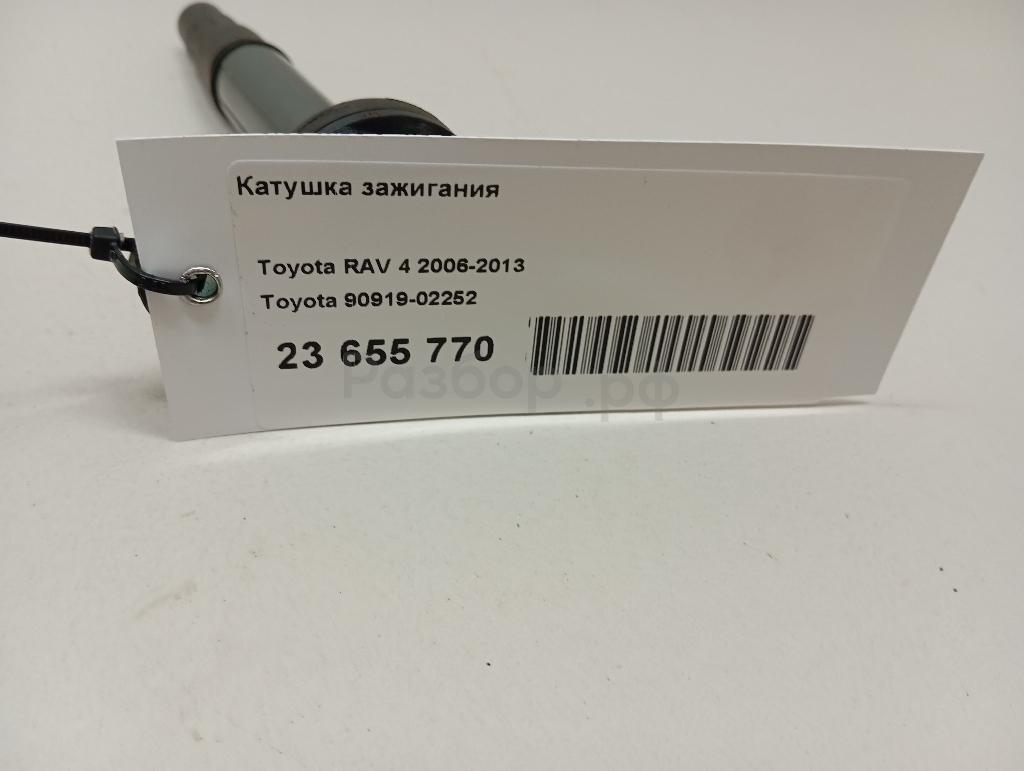 Катушка зажигания
Toyota RAV 4 2006-2013
Toyota 90919-02252
23 655 770
Разбор.рф